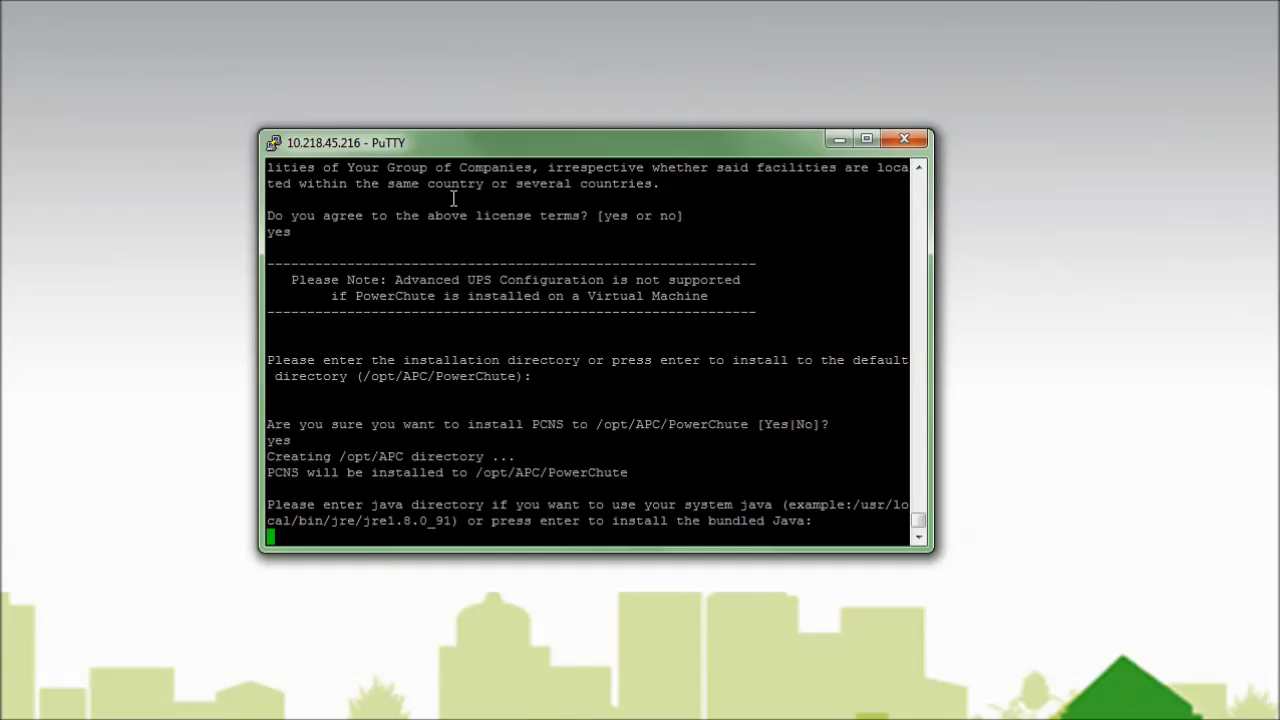 10.218.45.216 - PuTTY
lities of Your Group of Companies, irrespective whether said facilities are loca
ted within the same country or several countries.
Do you agree to the above license terms? [yes or no]
yes
-------------------------------------------------------------
Please Note: Advanced UPS Configuration is not supported
if PowerChute is installed on a Virtual Machine
-------------------------------------------------------------
Please enter the installation directory or press enter to install to the default
directory (/opt/APC/PowerChute):
Are you sure you want to install PCNS to /opt/APC/PowerChute [Yes|No]?
yes
Creating /opt/APC directory ...
PCNS will be installed to /opt/APC/PowerChute
Please enter java directory if you want to use your system java (example:/usr/lo
cal/bin/jre/jre1.8.0_91) or press enter to install the bundled Java: